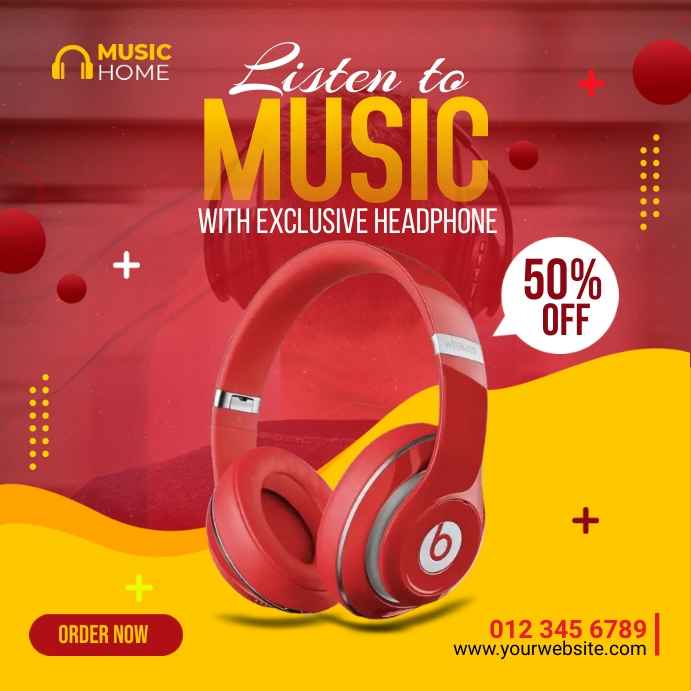 MUSIC
HOME
Listen to
MUSIC
WITH EXCLUSIVE HEADPHONE
50%
OFF
b
ORDER NOW
012 345 6789
www.yourwebsite.com